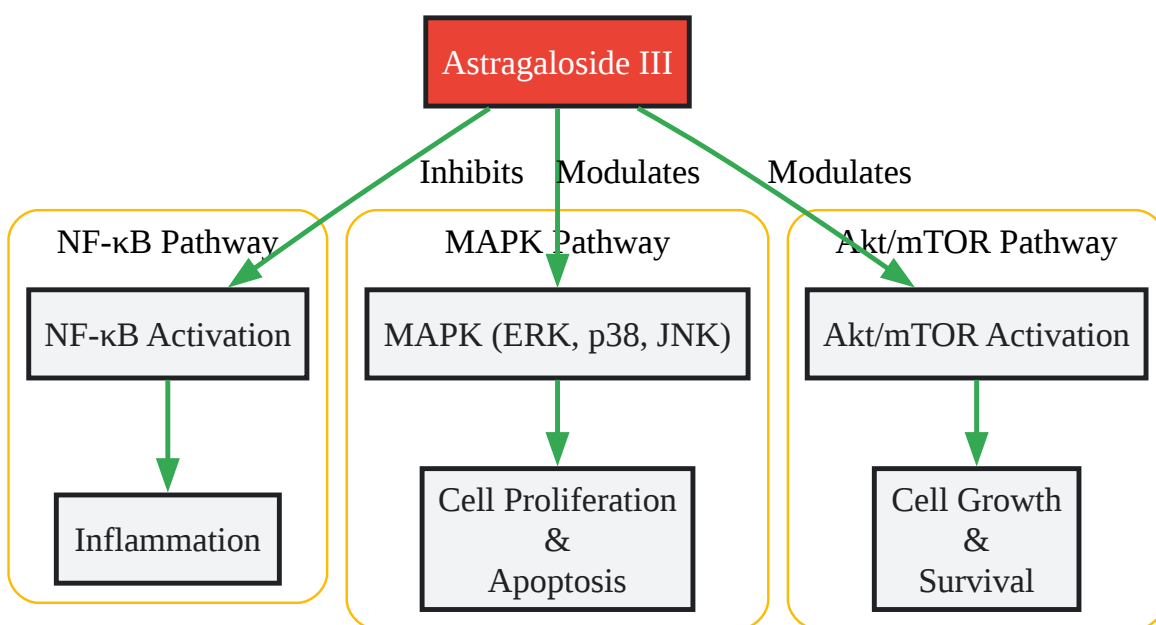 Astragaloside III
Inhibits
Modulates
Modulates
NF-κB Pathway
MAPK Pathway
Akt/mTOR Pathway
NF-κB Activation
MAPK (ERK, p38, JNK)
Akt/mTOR Activation
Inflammation
Cell Proliferation
&
Apoptosis
Cell Growth
&
Survival